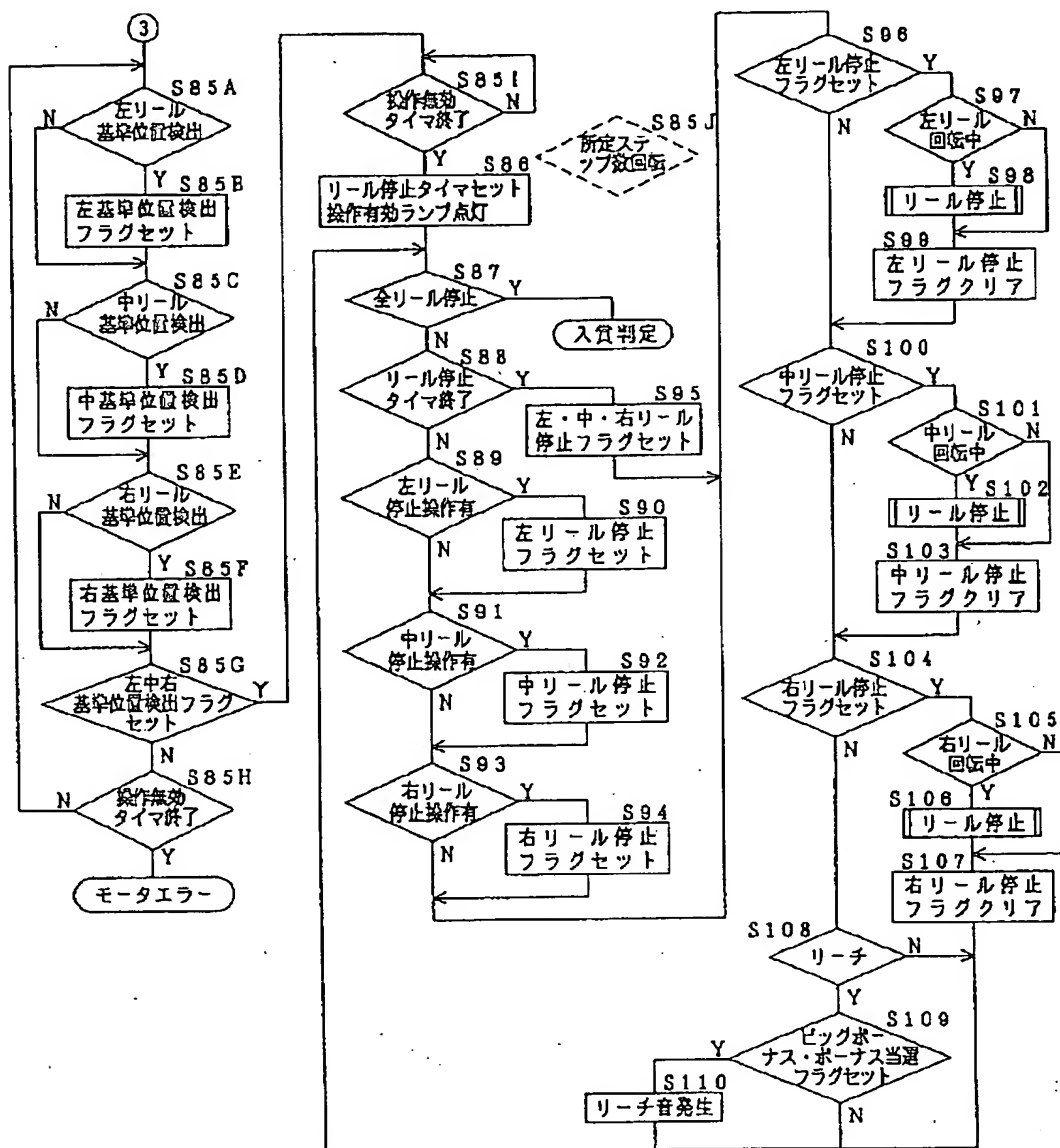 3
S85A
左リール
基準位置検出
N
Y
S85B
左基準位置検出
フラグセット
S85C
中リール
基準位置検出
N
Y
S85D
中基準位置検出
フラグセット
S85E
右リール
基準位置検出
N
Y
S85F
右基準位置検出
フラグセット
S85G
左中右
基準位置検出フラグ
セット
Y
N
S85H
操作無効
タイマ終了
N
Y
モータエラー
S85I
操作無効
タイマ終了
N
Y
S85J
所定ステ
ップ数回転
S86
リール停止タイマセット
操作有効ランプ点灯
S87
全リール停止
Y
入賞判定
N
S88
リール停止
タイマ終了
Y
S95
左・中・右リール
停止フラグセット
N
S89
左リール
停止操作有
Y
S90
左リール停止
フラグセット
N
S91
中リール
停止操作有
Y
S92
中リール停止
フラグセット
N
S93
右リール
停止操作有
Y
S94
右リール停止
フラグセット
N
S96
左リール停止
フラグセット
Y
N
S97
左リール
回転中
N
Y
S98
リール停止
S99
左リール停止
フラグクリア
S100
中リール停止
フラグセット
Y
N
S101
中リール
回転中
N
Y
S102
リール停止
S103
中リール停止
フラグクリア
S104
右リール停止
フラグセット
Y
N
S105
右リール
回転中
N
Y
S106
リール停止
S107
右リール停止
フラグクリア
S108
リーチ
N
Y
S109
ビッグボー
ナス・ボーナス当選
フラグセット
Y
N
S110
リーチ音発生